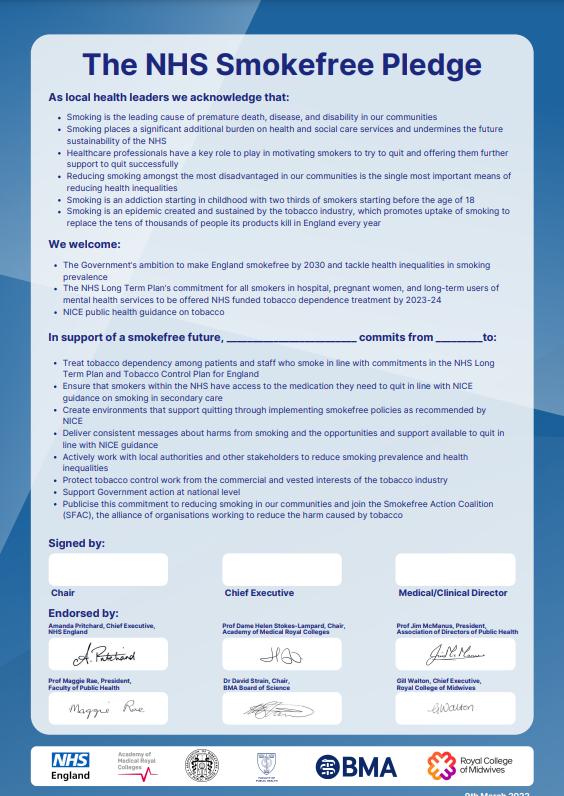 The NHS Smokefree Pledge
As local health leaders we acknowledge that:
• Smoking is the leading cause of premature death, disease, and disability in our communities
• Smoking places a significant additional burden on health and social care services and undermines the future
sustainability of the NHS
• Healthcare professionals have a key role to play in motivating smokers to try to quit and offering them further
support to quit successfully
• Reducing smoking amongst the most disadvantaged in our communities is the single most important means of
reducing health inequalities
• Smoking is an addiction starting in childhood with two thirds of smokers starting before the age of 18
• Smoking is an epidemic created and sustained by the tobacco industry, which promotes uptake of smoking to
replace the tens of thousands of people its products kill in England every year
We welcome:
• The Government's ambition to make England smokefree by 2030 and tackle health inequalities in smoking
prevalence
• The NHS Long Term Plan's commitment for all smokers in hospital, pregnant women, and long-term users of
mental health services to be offered NHS funded tobacco dependence treatment by 2023-24
• NICE public health guidance on tobacco
In support of a smokefree future, ______________________ commits from ________to:
• Treat tobacco dependency among patients and staff who smoke in line with commitments in the NHS Long
Term Plan and Tobacco Control Plan for England
• Ensure that smokers within the NHS have access to the medication they need to quit in line with NICE
guidance on smoking in secondary care
• Create environments that support quitting through implementing smokefree policies as recommended by
NICE
• Deliver consistent messages about harms from smoking and the opportunities and support available to quit in
line with NICE guidance
• Actively work with local authorities and other stakeholders to reduce smoking prevalence and health
inequalities
• Protect tobacco control work from the commercial and vested interests of the tobacco industry
• Support Government action at national level
• Publicise this commitment to reducing smoking in our communities and join the Smokefree Action Coalition
(SFAC), the alliance of organisations working to reduce the harm caused by tobacco
Signed by:
Chair Chief Executive Medical/Clinical Director
Endorsed by:
Amanda Pritchard, Chief Executive,
NHS England
Prof Dame Helen Stokes-Lampard, Chair,
Academy of Medical Royal Colleges
Prof Jim McManus, President,
Association of Directors of Public Health
A. Pritchard
Prof Maggie Rae, President,
Faculty of Public Health
Dr David Strain, Chair,
BMA Board of Science
Gill Walton, Chief Executive,
Royal College of Midwives
Maggie Rae
G Walton
NHS
England
Academy of
Medical Royal
Colleges
FACULTY OF
PUBLIC HEALTH
BMA
Royal College
of Midwives